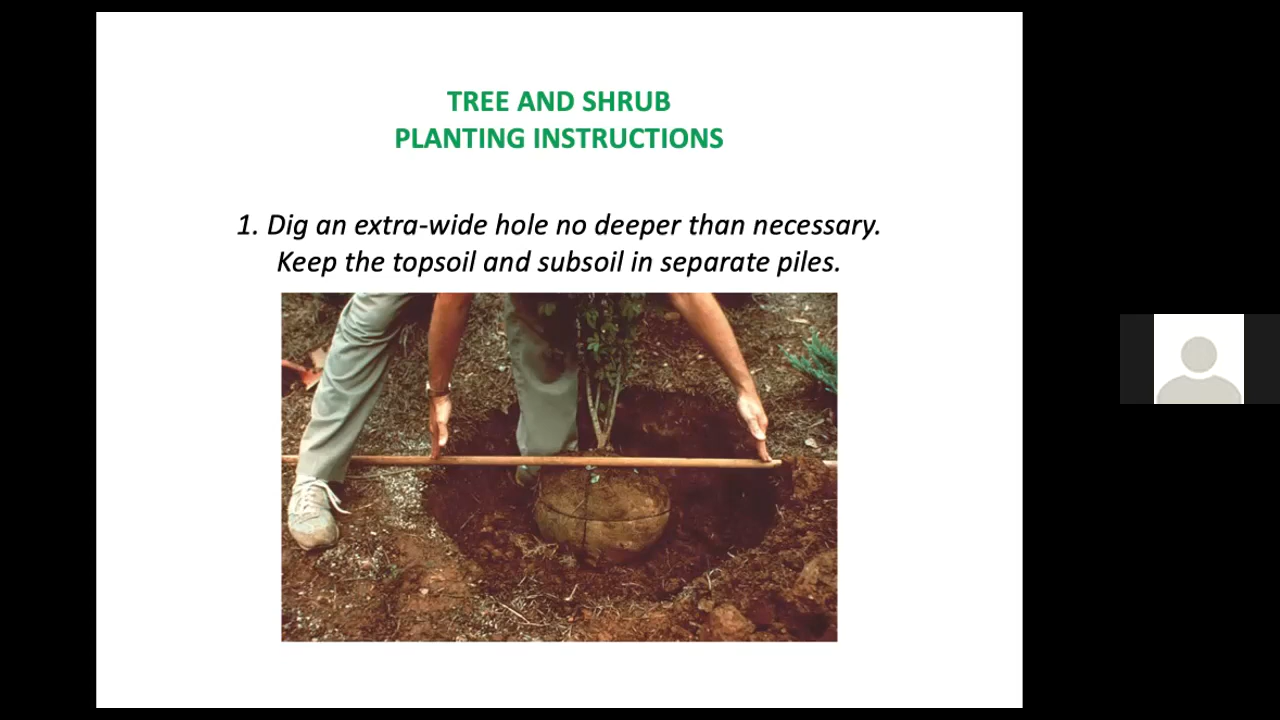 TREE AND SHRUB
PLANTING INSTRUCTIONS
1. Dig an extra-wide hole no deeper than necessary.
Keep the topsoil and subsoil in separate piles.